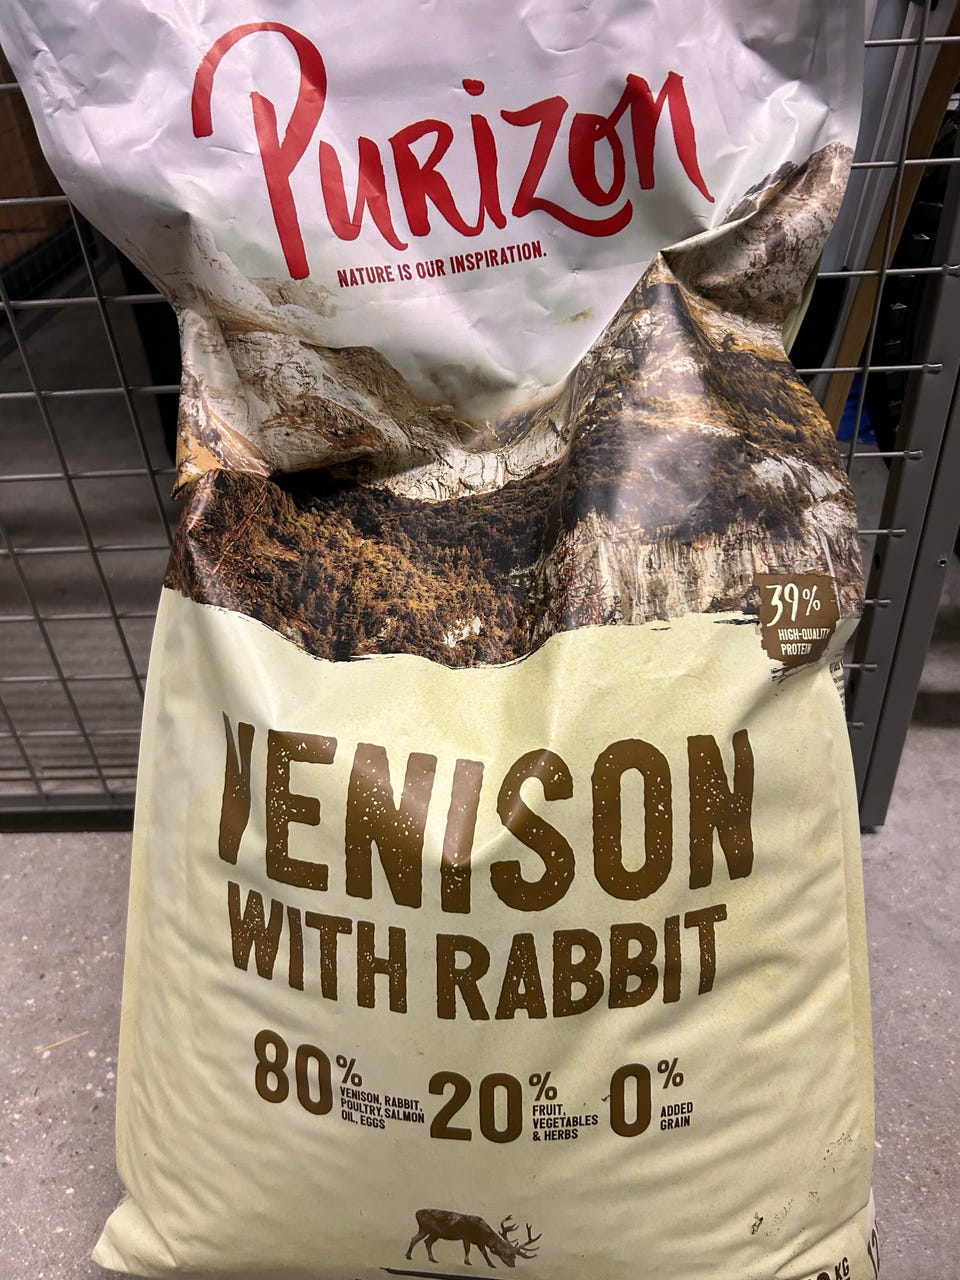 PURIZON
NATURE IS OUR INSPIRATION.
39%
HIGH-QUALITY
PROTEIN
VENISON
WITH RABBIT
80%
VENISON, RABBIT,
POULTRY, SALMON
OIL, EGGS
20%
FRUIT,
VEGETABLES
& HERBS
0%
ADDED
GRAIN
KG